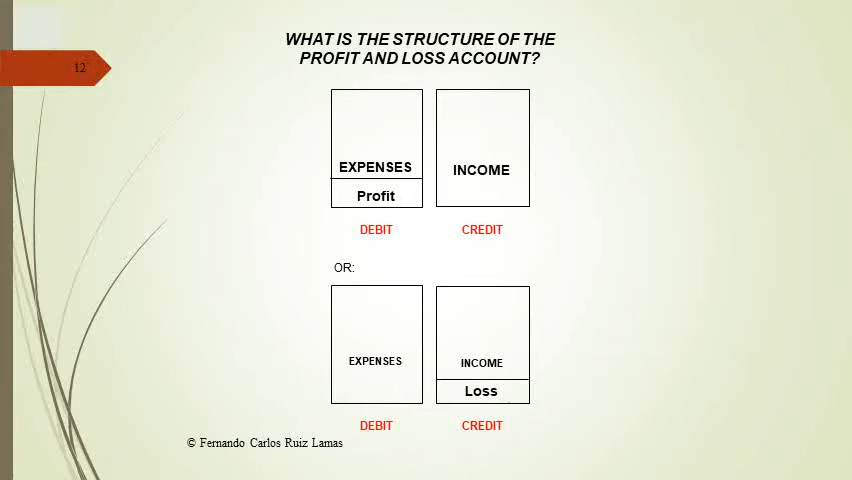 WHAT IS THE STRUCTURE OF THE
PROFIT AND LOSS ACCOUNT?
12
EXPENSES
Profit
INCOME
DEBIT
CREDIT
OR:
EXPENSES
INCOME
Loss
DEBIT
CREDIT
© Fernando Carlos Ruiz Lamas